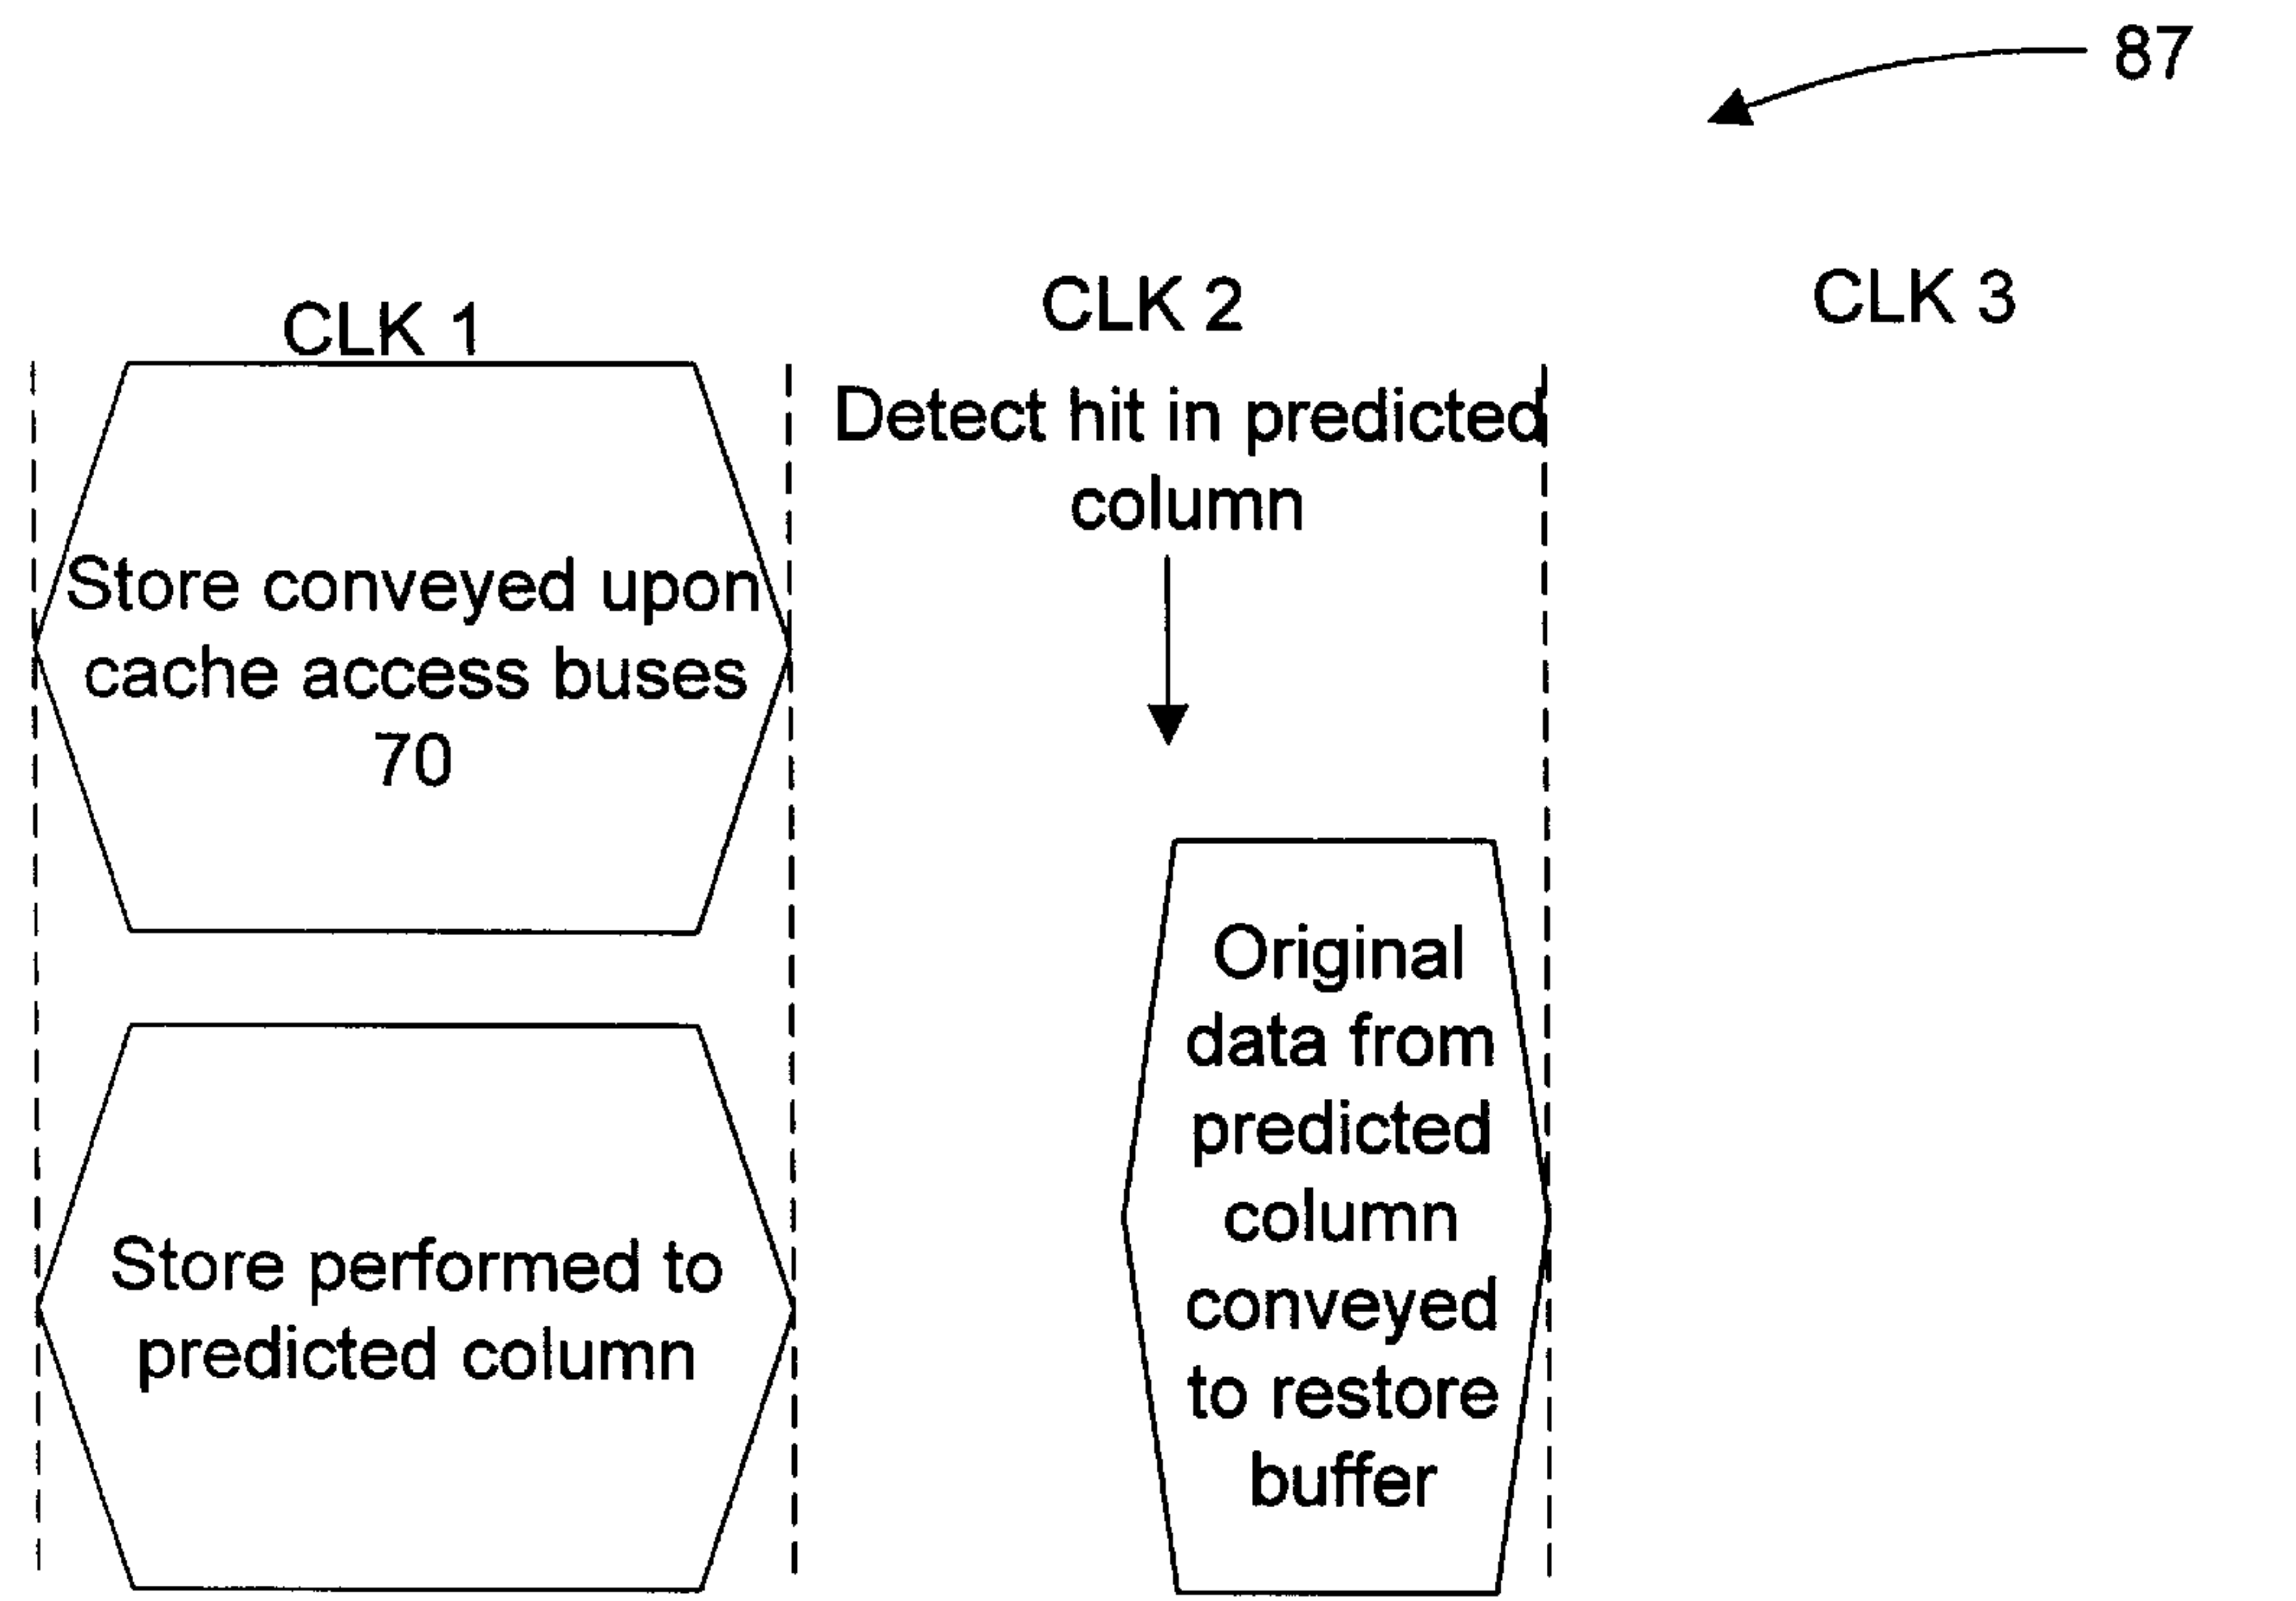 87
CLK 1
CLK 2
CLK 3
Detect hit in predicted
column
Store conveyed upon
cache access buses
70
Original
data from
predicted
column
conveyed
to restore
buffer
Store performed to
predicted column